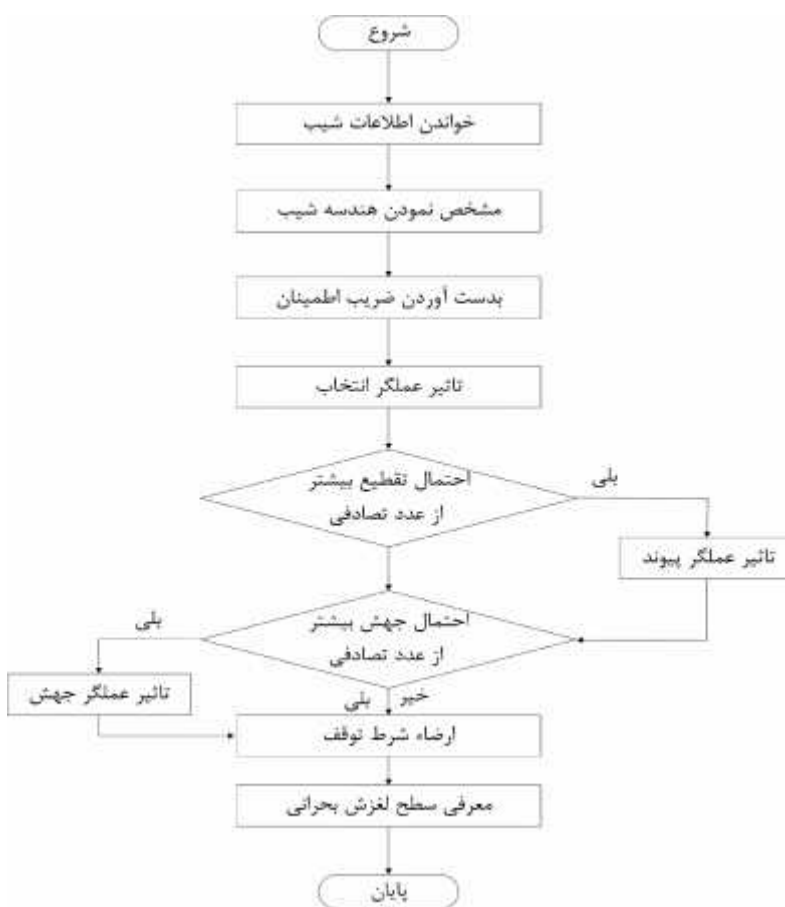 شروع
خواندن اطلاعات شیب
مشخص نمودن هندسه شیب
بدست آوردن ضریب اطمینان
تاثیر عملگر انتخاب
احتمال تقطیع بیشتر
از عدد تصادفی
بلی
تاثیر عملگر پیوند
احتمال جهش بیشتر
از عدد تصادفی
بلی
تاثیر عملگر جهش
خیر
بلی
ارضاء شرط توقف
معرفی سطح لغزش بحرانی
پایان